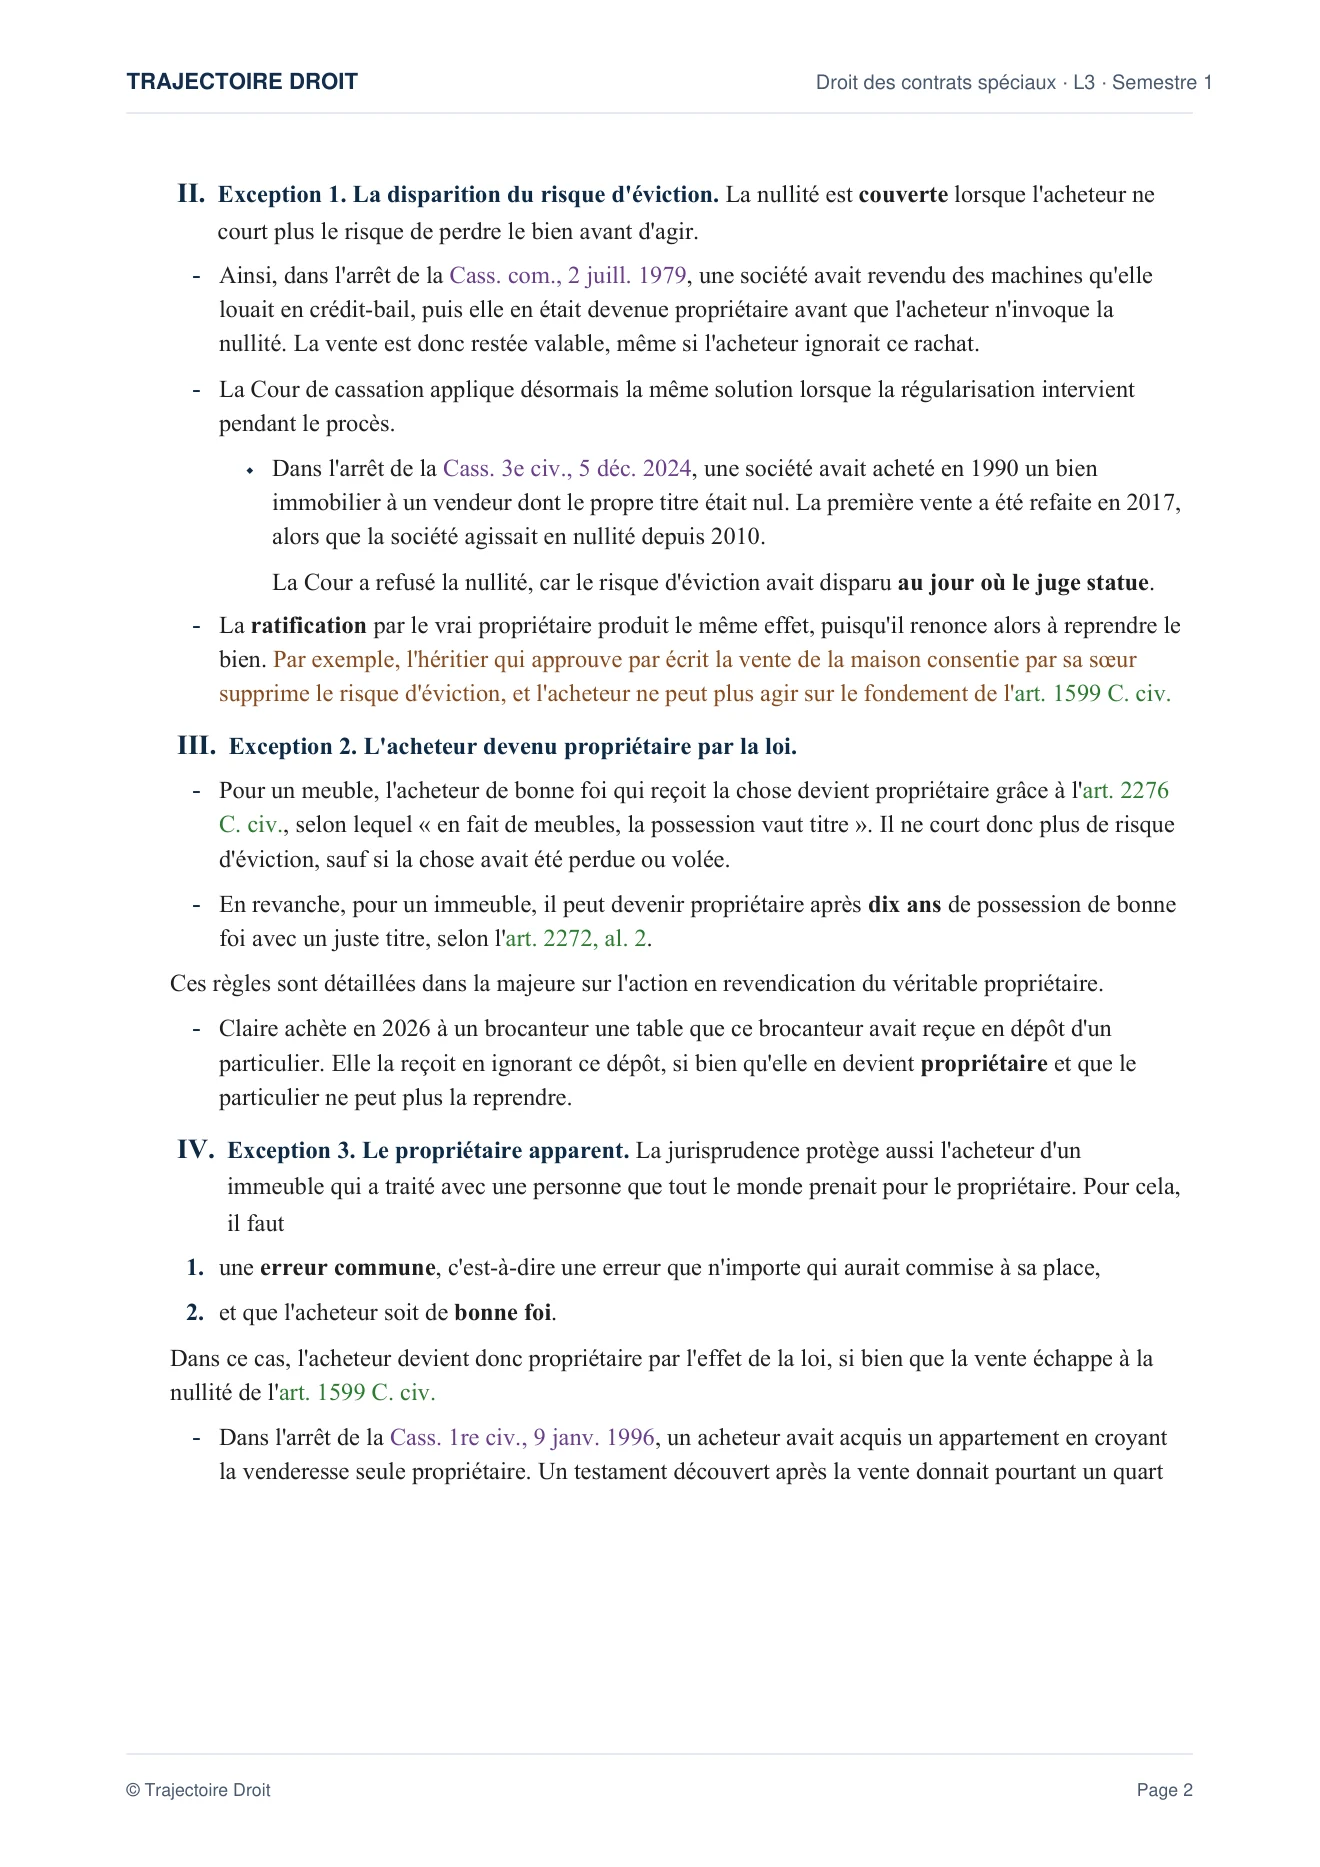 TRAJECTOIRE DROIT
Droit des contrats spéciaux · L3 · Semestre 1
II. Exception 1. La disparition du risque d'éviction. La nullité est couverte lorsque l'acheteur ne
court plus le risque de perdre le bien avant d'agir.
- Ainsi, dans l'arrêt de la Cass. com., 2 juill. 1979, une société avait revendu des machines qu'elle
louait en crédit-bail, puis elle en était devenue propriétaire avant que l'acheteur n'invoque la
nullité. La vente est donc restée valable, même si l'acheteur ignorait ce rachat.
- La Cour de cassation applique désormais la même solution lorsque la régularisation intervient
pendant le procès.
⬩ Dans l'arrêt de la Cass. 3e civ., 5 déc. 2024, une société avait acheté en 1990 un bien
immobilier à un vendeur dont le propre titre était nul. La première vente a été refaite en 2017,
alors que la société agissait en nullité depuis 2010.
La Cour a refusé la nullité, car le risque d'éviction avait disparu au jour où le juge statue.
- La ratification par le vrai propriétaire produit le même effet, puisqu'il renonce alors à reprendre le
bien. Par exemple, l'héritier qui approuve par écrit la vente de la maison consentie par sa sœur
supprime le risque d'éviction, et l'acheteur ne peut plus agir sur le fondement de l'art. 1599 C. civ.
III. Exception 2. L'acheteur devenu propriétaire par la loi.
- Pour un meuble, l'acheteur de bonne foi qui reçoit la chose devient propriétaire grâce à l'art. 2276
C. civ., selon lequel « en fait de meubles, la possession vaut titre ». Il ne court donc plus de risque
d'éviction, sauf si la chose avait été perdue ou volée.
- En revanche, pour un immeuble, il peut devenir propriétaire après dix ans de possession de bonne
foi avec un juste titre, selon l'art. 2272, al. 2.
Ces règles sont détaillées dans la majeure sur l'action en revendication du véritable propriétaire.
- Claire achète en 2026 à un brocanteur une table que ce brocanteur avait reçue en dépôt d'un
particulier. Elle la reçoit en ignorant ce dépôt, si bien qu'elle en devient propriétaire et que le
particulier ne peut plus la reprendre.
IV. Exception 3. Le propriétaire apparent. La jurisprudence protège aussi l'acheteur d'un
immeuble qui a traité avec une personne que tout le monde prenait pour le propriétaire. Pour cela,
il faut
1. une erreur commune, c'est-à-dire une erreur que n'importe qui aurait commise à sa place,
2. et que l'acheteur soit de bonne foi.
Dans ce cas, l'acheteur devient donc propriétaire par l'effet de la loi, si bien que la vente échappe à la
nullité de l'art. 1599 C. civ.
- Dans l'arrêt de la Cass. 1re civ., 9 janv. 1996, un acheteur avait acquis un appartement en croyant
la venderesse seule propriétaire. Un testament découvert après la vente donnait pourtant un quart
© Trajectoire Droit
Page 2